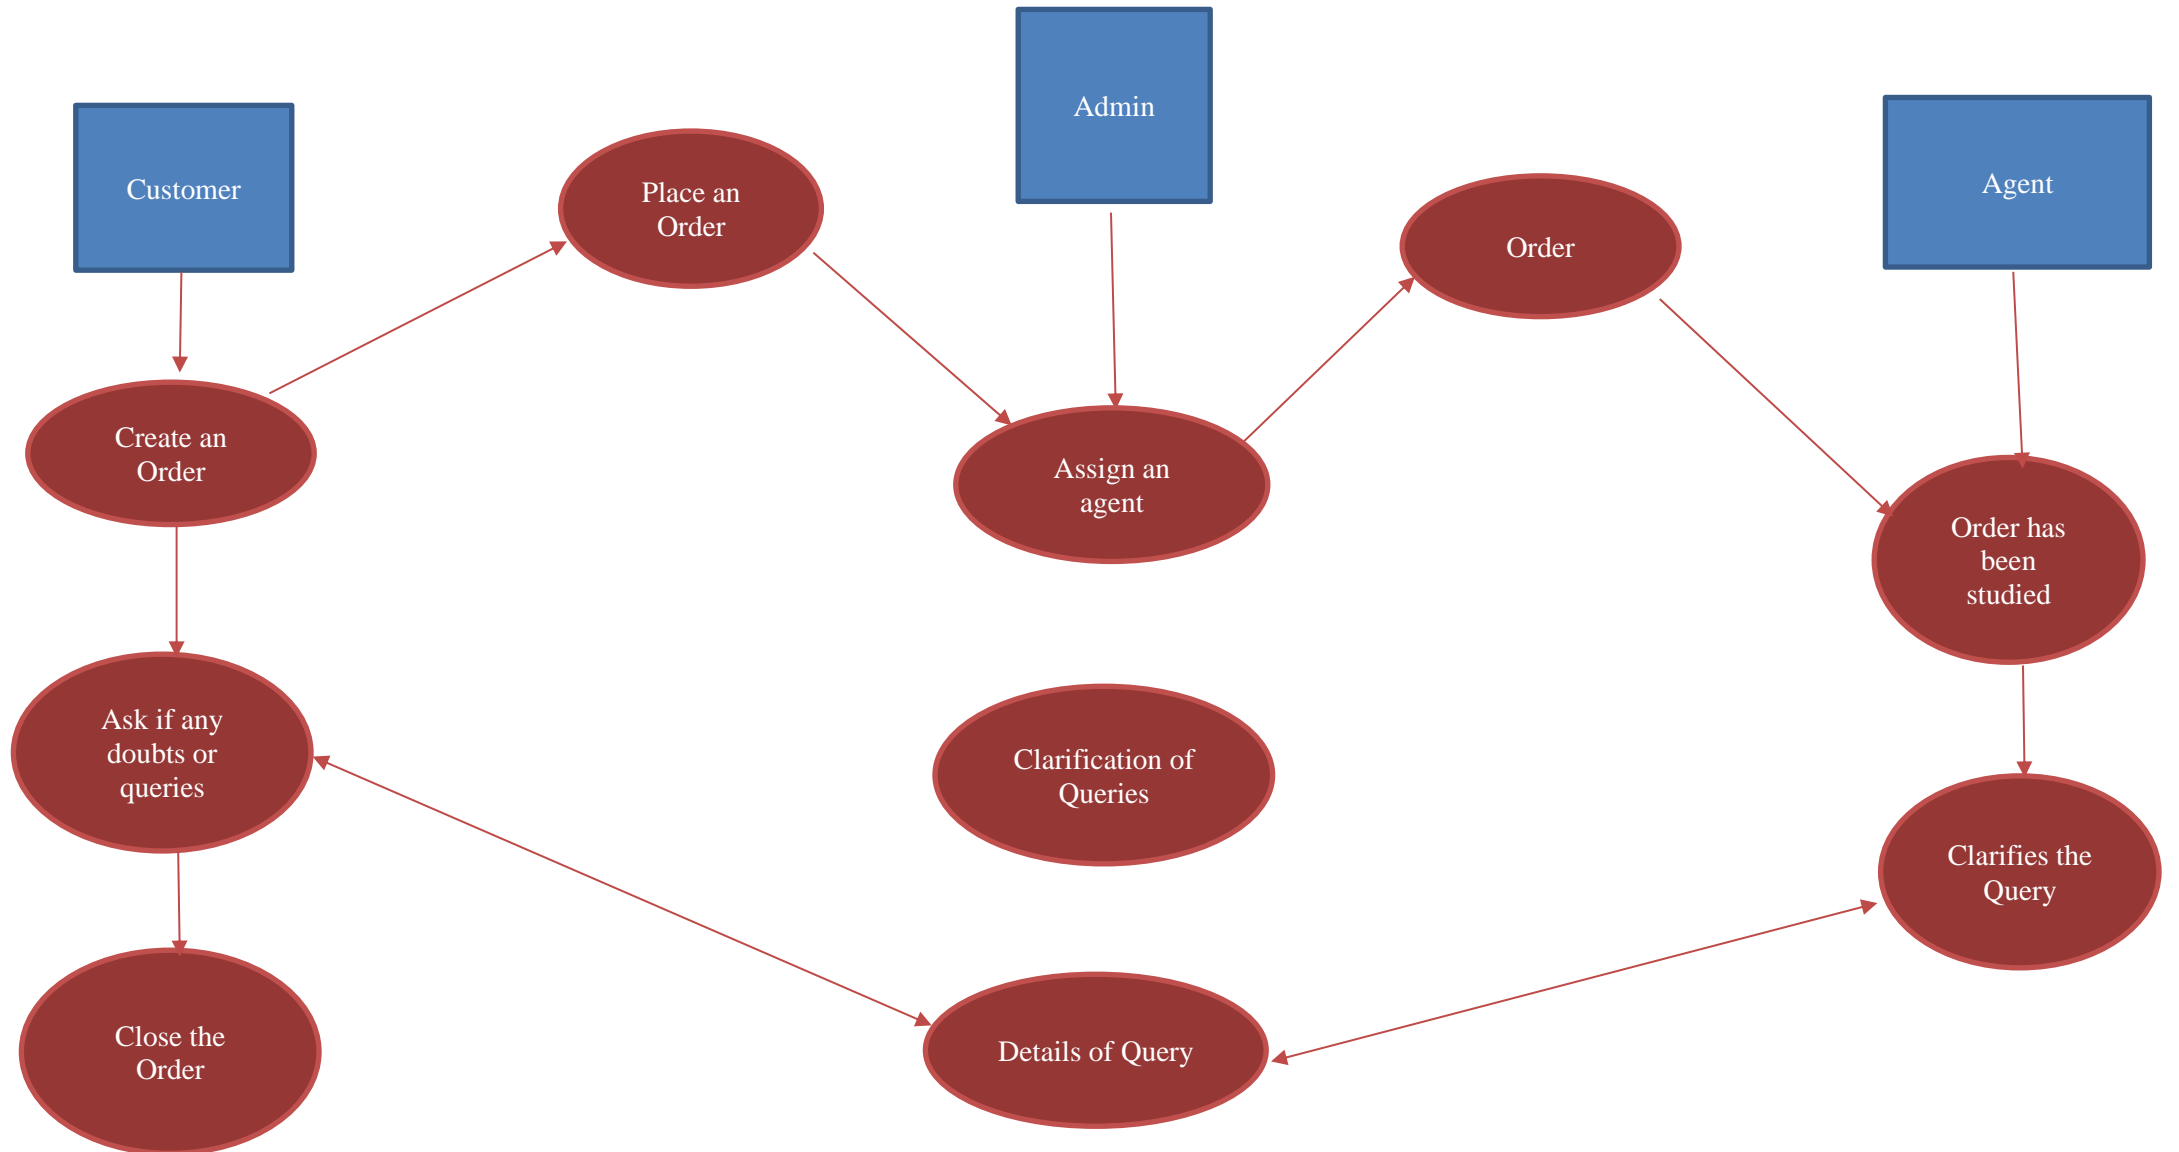 Admin
Customer
Agent
Place an
Order
Order
Create an
Order
Assign an
agent
Order has
been
studied
Ask if any
doubts or
queries
Clarification of
Queries
Clarifies the
Query
Close the
Order
Details of Query